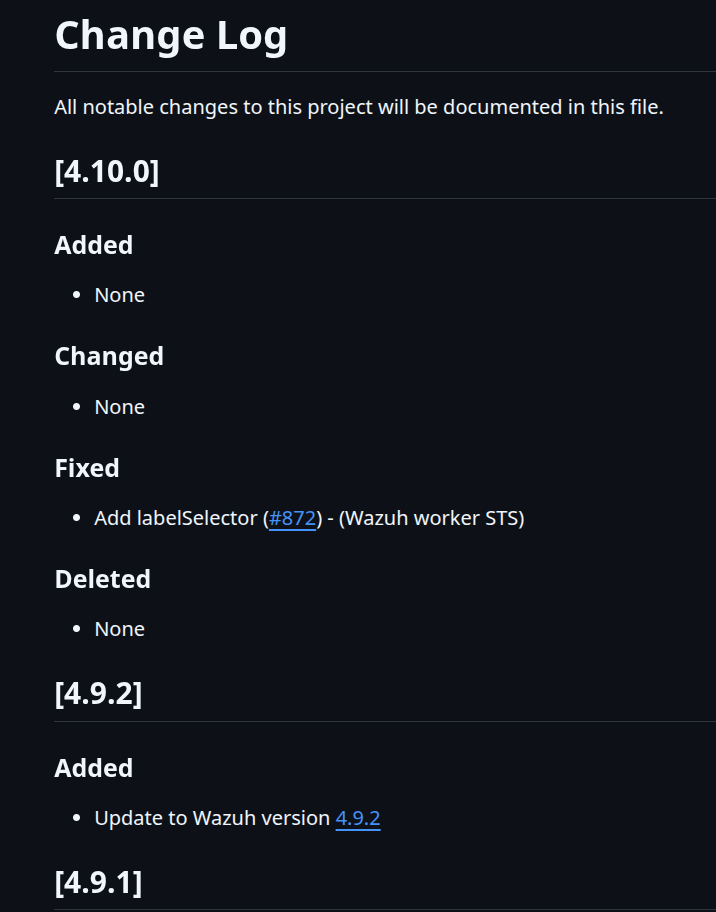 Change Log
All notable changes to this project will be documented in this file.
[4.10.0]
Added
• None
Changed
• None
Fixed
• Add labelSelector (#872) - (Wazuh worker STS)
Deleted
• None
[4.9.2]
Added
• Update to Wazuh version 4.9.2
[4.9.1]